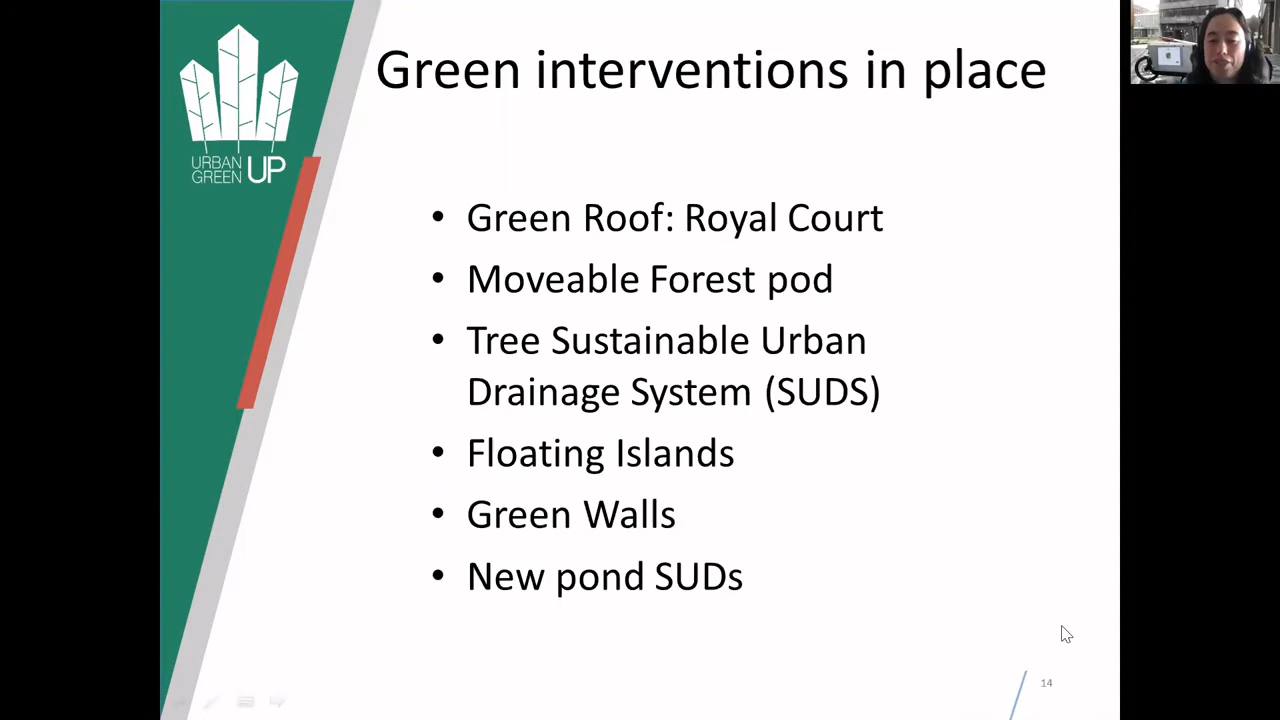 Green interventions in place
URBAN
GREEN UP
• Green Roof: Royal Court
• Moveable Forest pod
• Tree Sustainable Urban
Drainage System (SUDS)
• Floating Islands
• Green Walls
• New pond SUDs
14